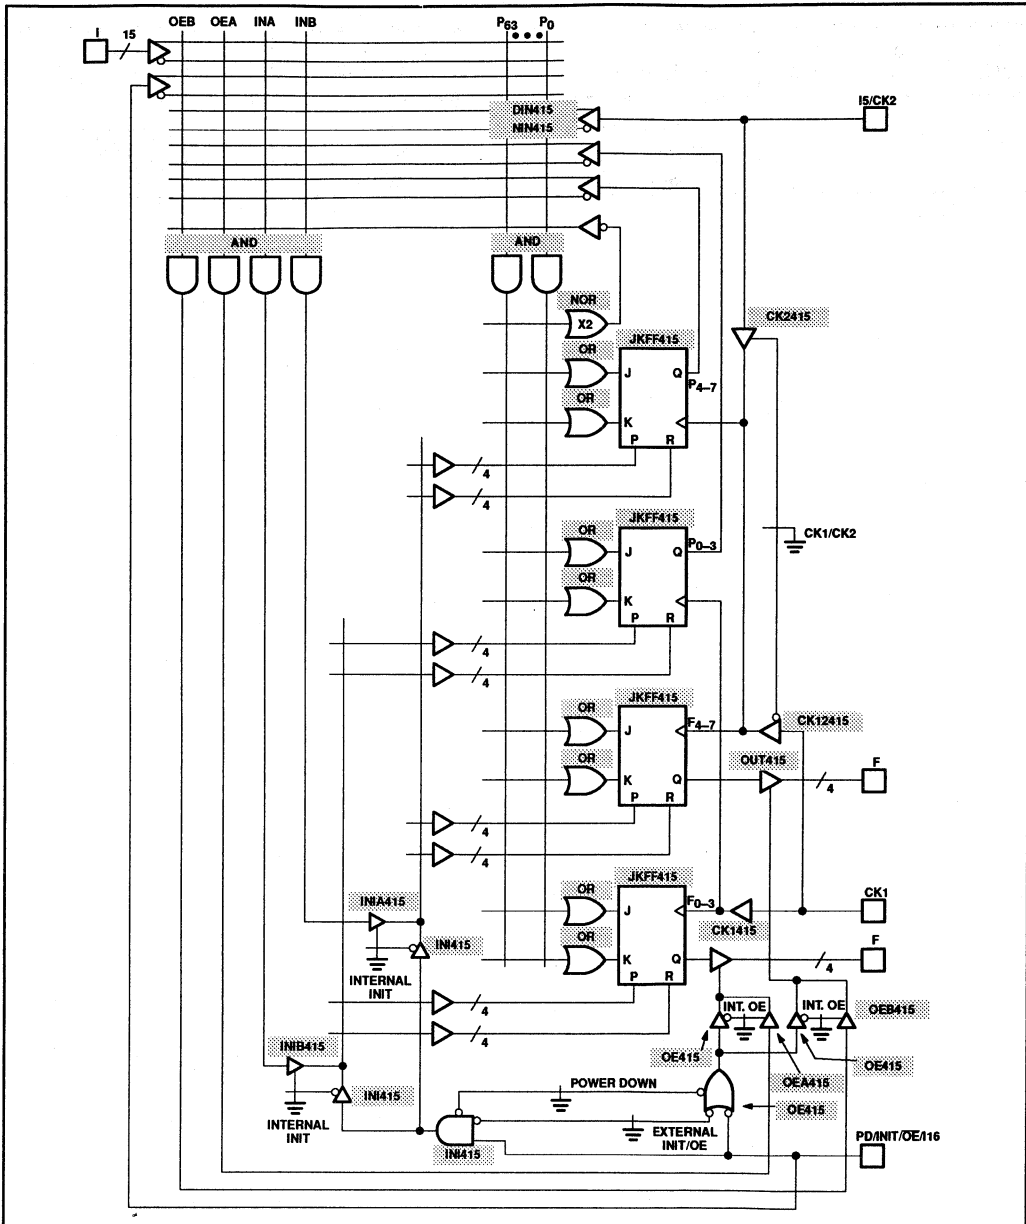 OEB OEA INA INB P63 P0
I 15
DIN415
NIN415
I5/CK2
AND AND
NOR
X2
CK2415
OR JKFF415
J Q
P4–7
OR
K
P R
4
4
CK1/CK2
OR JKFF415
J Q P0–3
OR
K
P R
4
4
OR JKFF415
J F4–7
CK12415
OR OUT415 F
K Q
4
P R
4
4
OR JKFF415
J F0–3
CK1
CK1415
INIA415
OR F
K Q
4
INI415
P R
INTERNAL
INIT
4
4
INT. OE INT. OE OEB415
INIB415
OE415 OEA415 OE415
INI415
POWER DOWN
OE415
INTERNAL
INIT
EXTERNAL
INIT/OE
INI415
PD/INIT/OE/I16